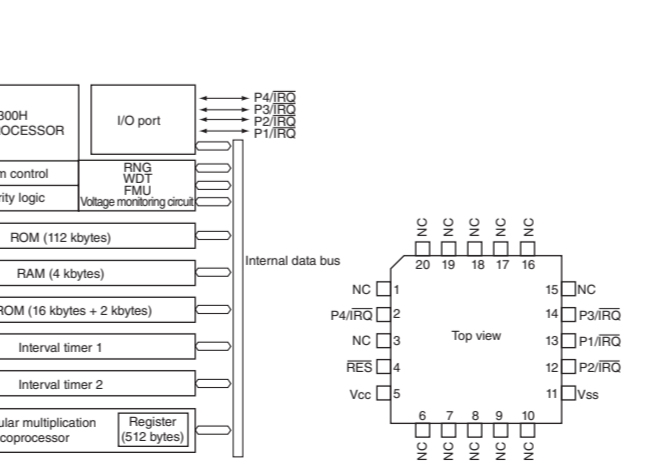 300H
OCESSOR
I/O port
P4/IRQ
P3/IRQ
P2/IRQ
P1/IRQ
m control
rity logic
RNG
WDT
FMU
Voltage monitoring circuit
ROM (112 kbytes)
RAM (4 kbytes)
ROM (16 kbytes + 2 kbytes)
Interval timer 1
Interval timer 2
ular multiplication
coprocessor
Register
(512 bytes)
Internal data bus
NC NC NC NC NC
20 19 18 17 16
NC 1
P4/IRQ 2
NC 3
RES 4
Vcc 5
Top view
15 NC
14 P3/IRQ
13 P1/IRQ
12 P2/IRQ
11 Vss
6 7 8 9 10
NC NC NC NC NC